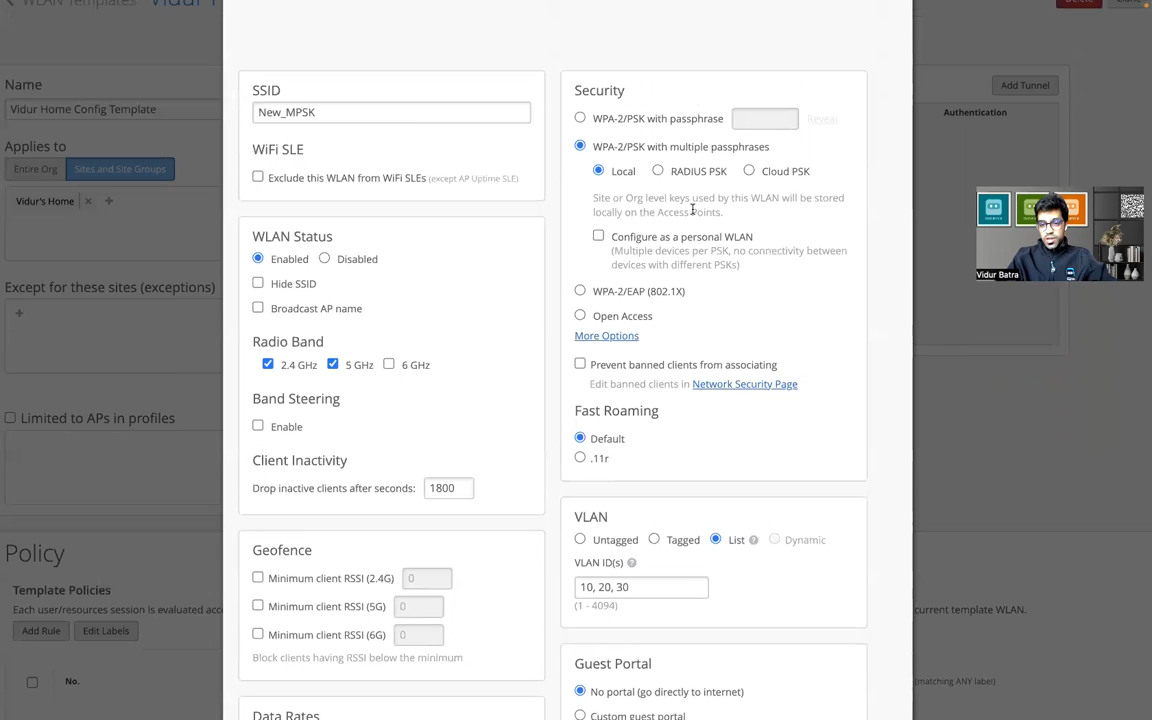 WLAN Templates
Name
Vidur Home Config Template
Applies to
Entire Org
Sites and Site Groups
Vidur's Home
Except for these sites (exceptions)
Limited to APs in profiles
Policy
Template Policies
Add Rule
Edit Labels
No.
SSID
New_MPSK
WiFi SLE
Exclude this WLAN from WiFi SLEs (except AP Uptime SLE)
WLAN Status
Enabled
Disabled
Hide SSID
Broadcast AP name
Radio Band
2.4 GHz
5 GHz
6 GHz
Band Steering
Enable
Client Inactivity
Drop inactive clients after seconds:
1800
Geofence
Minimum client RSSI (2.4G)
0
Minimum client RSSI (5G)
0
Minimum client RSSI (6G)
0
Block clients having RSSI below the minimum
Data Rates
Security
WPA-2/PSK with passphrase
Reveal
WPA-2/PSK with multiple passphrases
Local
RADIUS PSK
Cloud PSK
Site or Org level keys used by this WLAN will be stored
locally on the Access Points.
Configure as a personal WLAN
(Multiple devices per PSK, no connectivity between
devices with different PSKs)
WPA-2/EAP (802.1X)
Open Access
More Options
Prevent banned clients from associating
Edit banned clients in Network Security Page
Fast Roaming
Default
.11r
VLAN
Untagged
Tagged
List
Dynamic
VLAN ID(s)
10, 20, 30
(1 - 4094)
Guest Portal
No portal (go directly to internet)
Custom guest portal
Add Tunnel
Authentication
Vidur Batra
current template WLAN.
(matching ANY label)